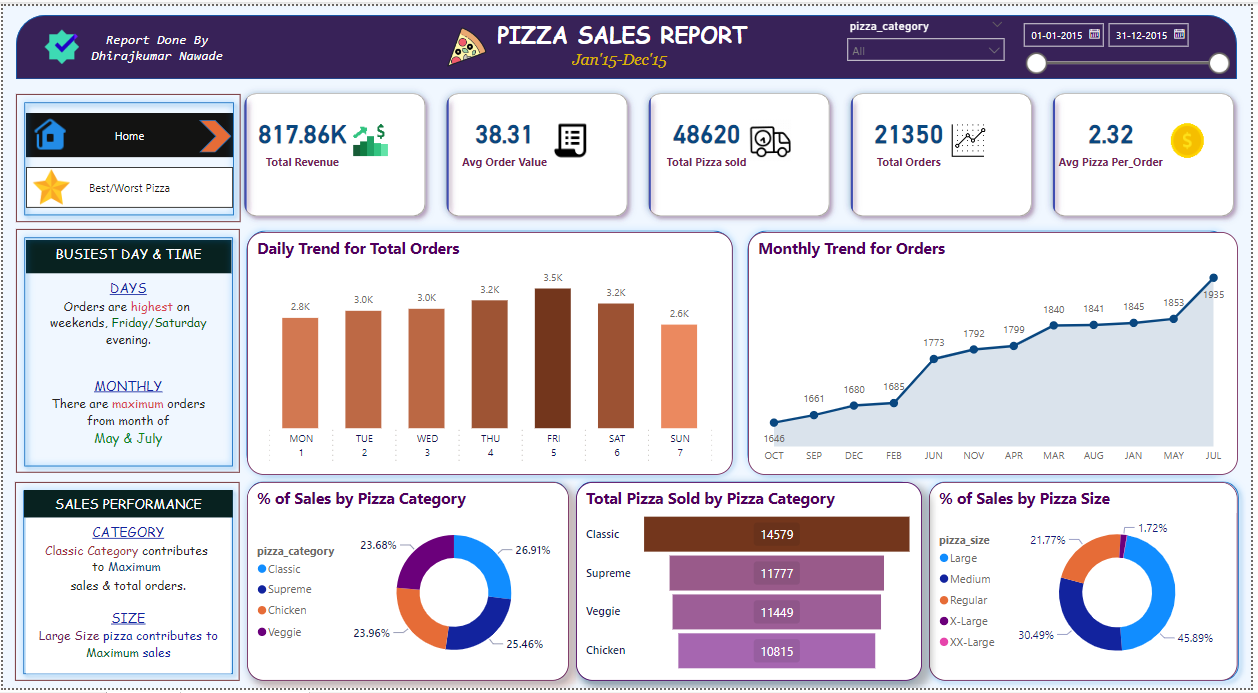 Report Done By
Dhirajkumar Nawade
PIZZA SALES REPORT
Jan'15-Dec'15
pizza_category
All
01-01-2015
31-12-2015
Home
Best/Worst Pizza
817.86K
Total Revenue
38.31
Avg Order Value
48620
Total Pizza sold
21350
Total Orders
2.32
Avg Pizza Per_Order
BUSIEST DAY & TIME
DAYS
Orders are highest on
weekends, Friday/Saturday
evening.
MONTHLY
There are maximum orders
from month of
May & July
Daily Trend for Total Orders
2.8K
3.0K
3.0K
3.2K
3.5K
3.2K
2.6K
MON
TUE
WED
THU
FRI
SAT
SUN
1
2
3
4
5
6
7
Monthly Trend for Orders
1646
1661
1680
1685
1773
1792
1799
1840
1841
1845
1853
1935
OCT
SEP
DEC
FEB
JUN
NOV
APR
MAR
AUG
JAN
MAY
JUL
SALES PERFORMANCE
CATEGORY
Classic Category contributes
to Maximum
sales & total orders.
SIZE
Large Size pizza contributes to
Maximum sales
% of Sales by Pizza Category
pizza_category
Classic
Supreme
Chicken
Veggie
23.68%
26.91%
23.96%
25.46%
Total Pizza Sold by Pizza Category
Classic
14579
Supreme
11777
Veggie
11449
Chicken
10815
% of Sales by Pizza Size
pizza_size
Large
Medium
Regular
X-Large
XX-Large
1.72%
21.77%
30.49%
45.89%